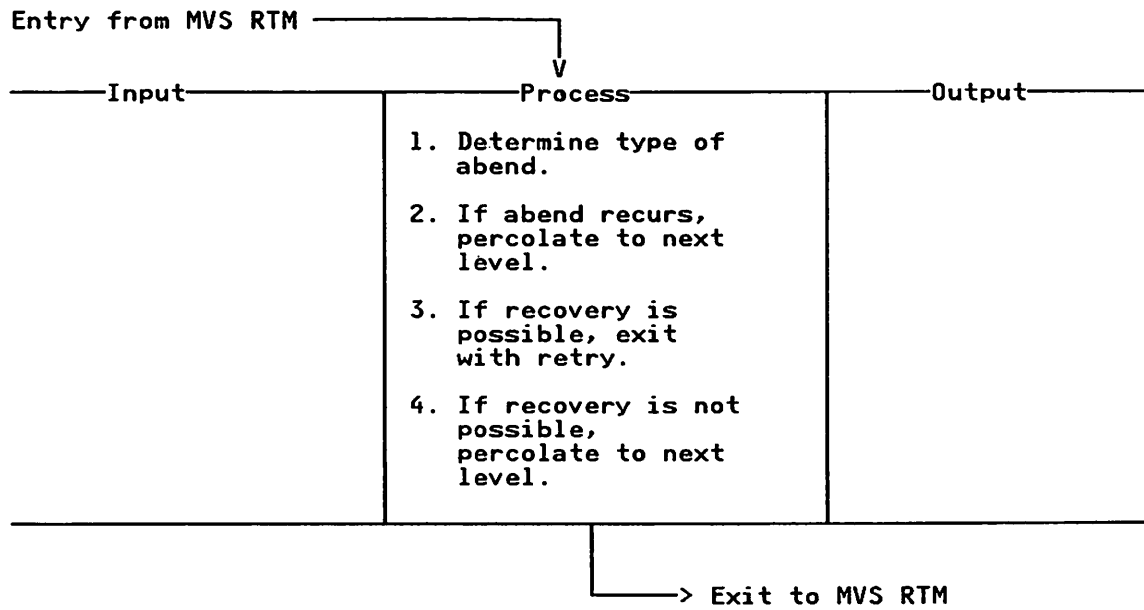 Entry from MVS RTM
V
Input Process Output
1. Determine type of
abend.
2. If abend recurs,
percolate to next
level.
3. If recovery is
possible, exit
with retry.
4. If recovery is not
possible,
percolate to next
level.
> Exit to MVS RTM